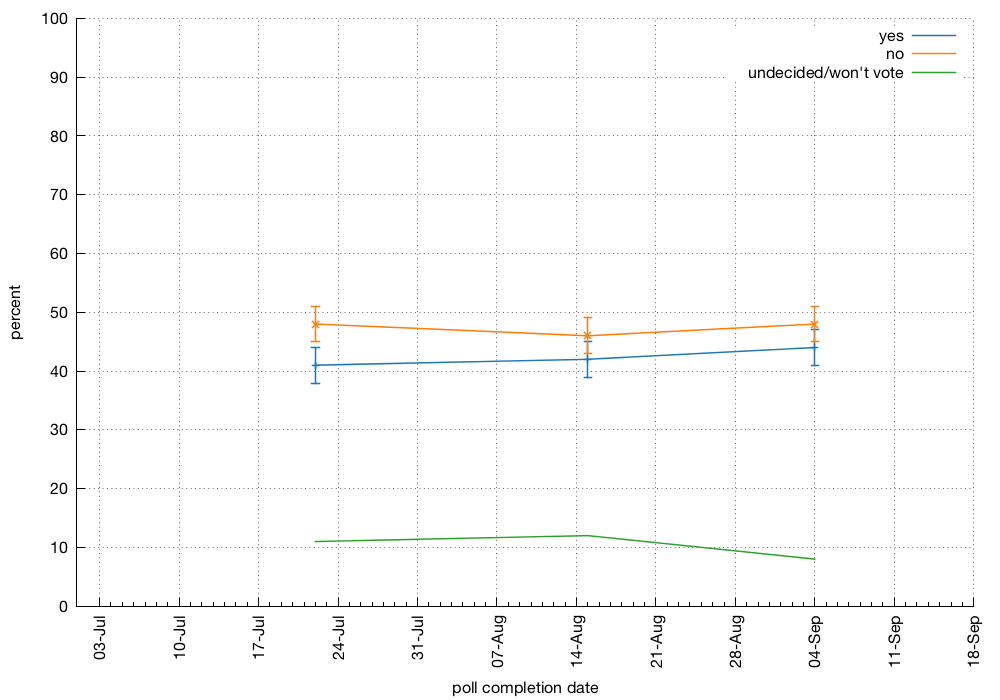 100
90
80
70
60
50
40
30
20
10
0
percent
yes
no
undecided/won't vote
03-Jul
10-Jul
17-Jul
24-Jul
31-Jul
07-Aug
14-Aug
21-Aug
28-Aug
04-Sep
11-Sep
18-Sep
poll completion date